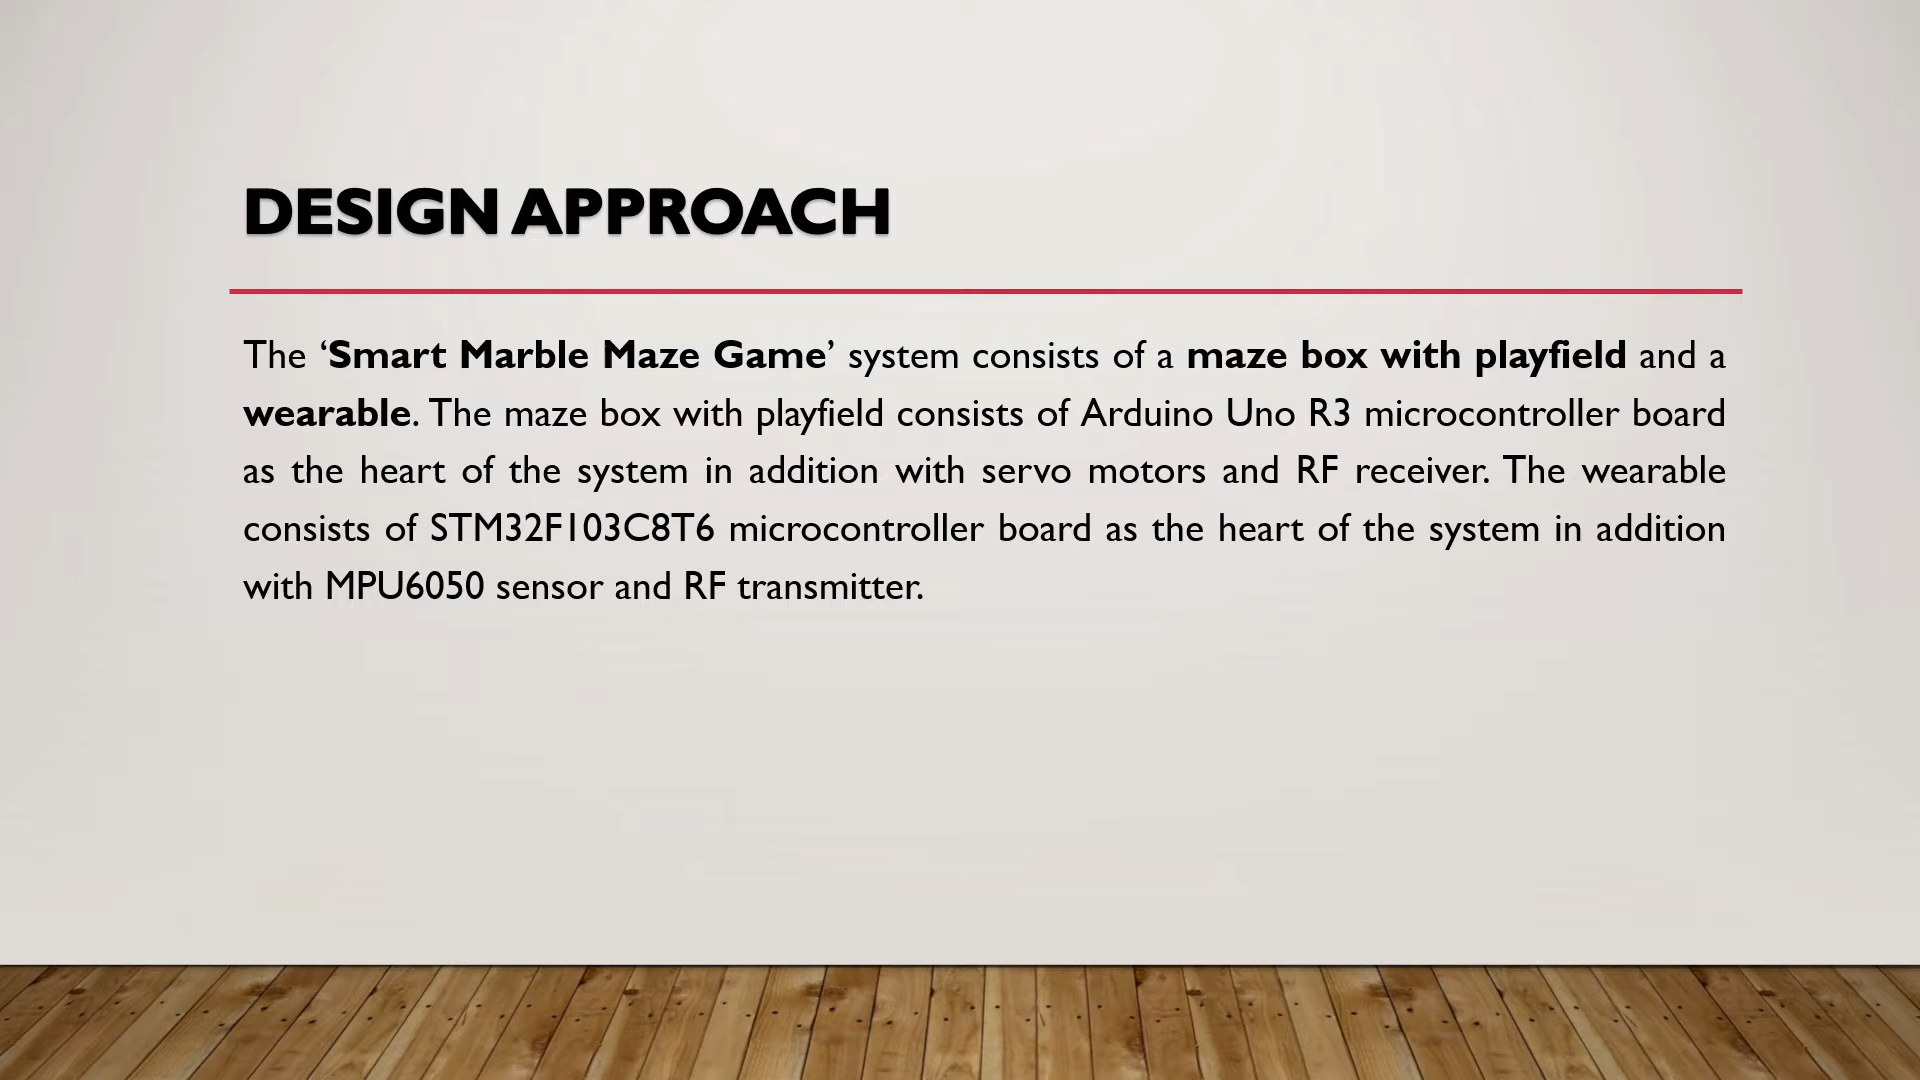 DESIGN APPROACH
The ‘Smart Marble Maze Game’ system consists of a maze box with playfield and a
wearable. The maze box with playfield consists of Arduino Uno R3 microcontroller board
as the heart of the system in addition with servo motors and RF receiver. The wearable
consists of STM32F103C8T6 microcontroller board as the heart of the system in addition
with MPU6050 sensor and RF transmitter.